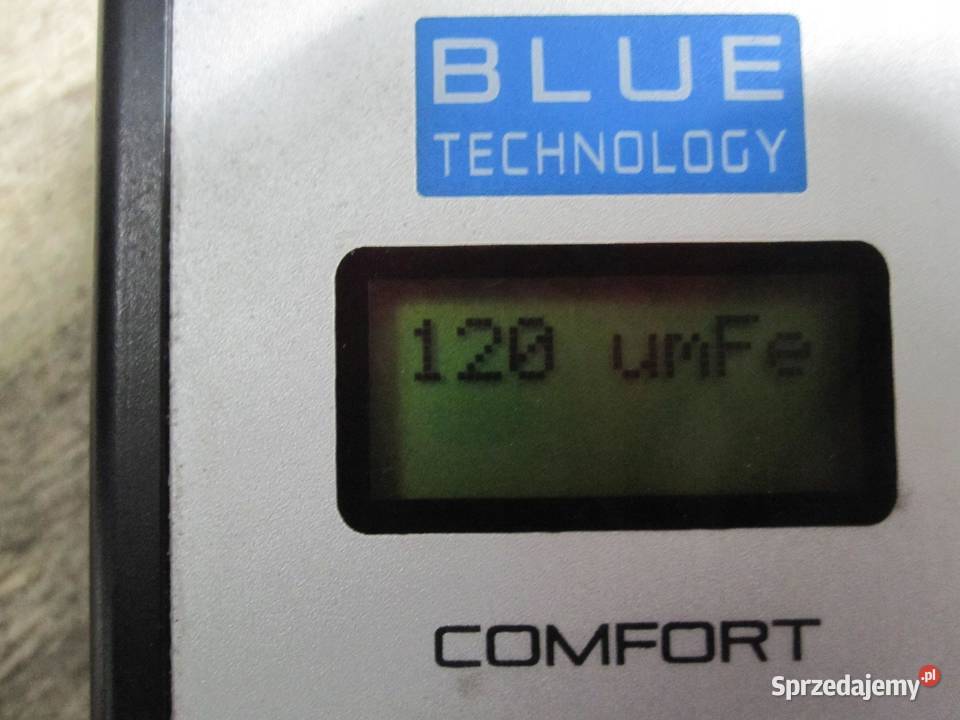 BLUE
TECHNOLOGY
120 umFe
COMFORT
Sprzedajemy.pl